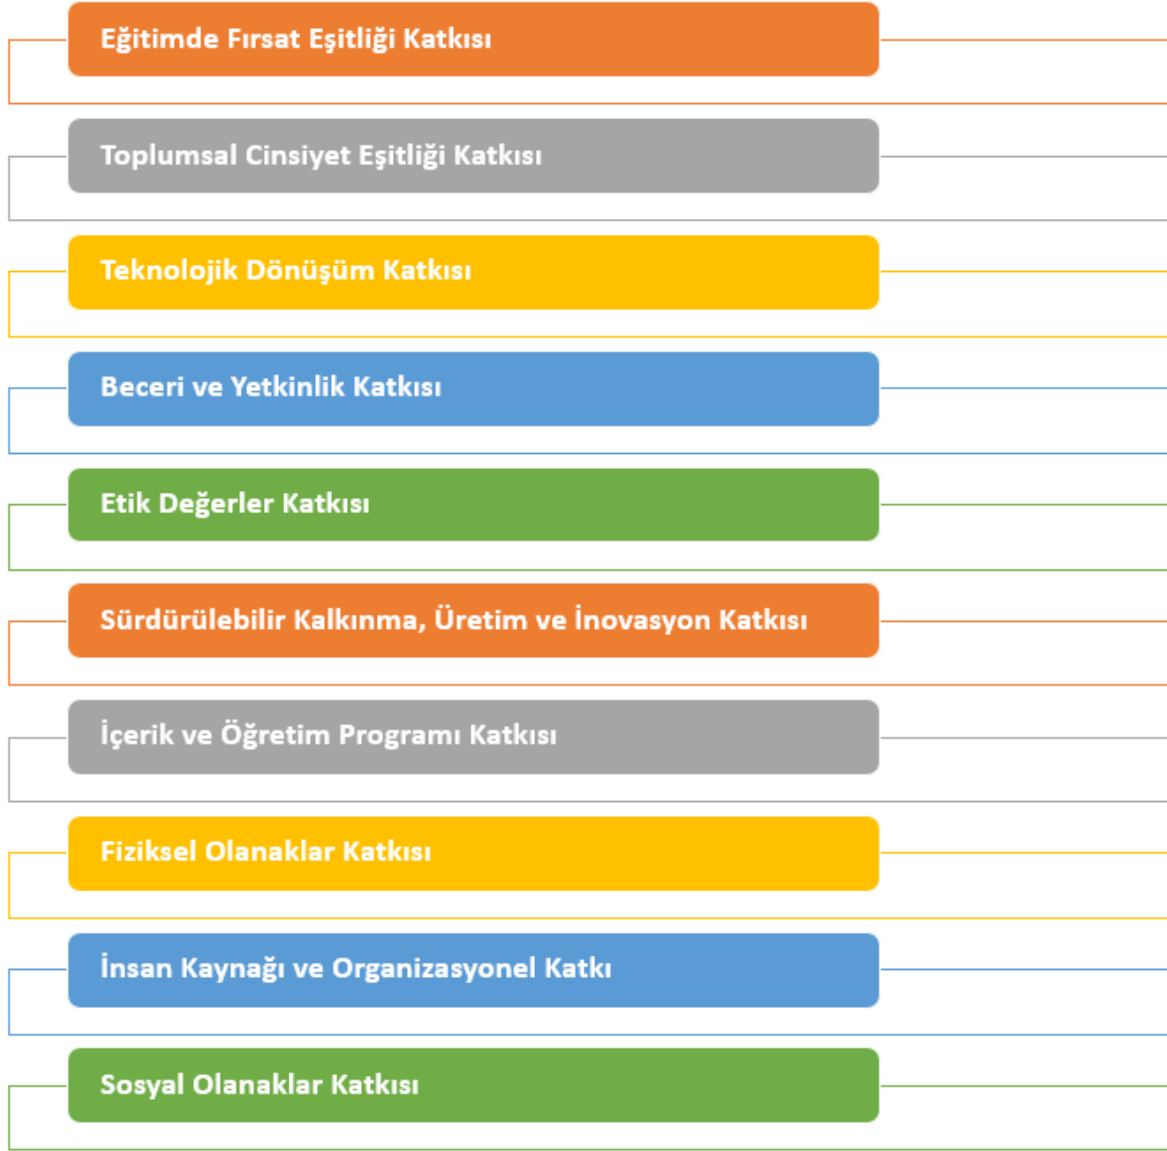 Eğitimde Fırsat Eşitliği Katkısı
Toplumsal Cinsiyet Eşitliği Katkısı
Teknolojik Dönüşüm Katkısı
Beceri ve Yetkinlik Katkısı
Etik Değerler Katkısı
Sürdürülebilir Kalkınma, Üretim ve İnovasyon Katkısı
İçerik ve Öğretim Programı Katkısı
Fiziksel Olanaklar Katkısı
İnsan Kaynağı ve Organizasyonel Katkı
Sosyal Olanaklar Katkısı